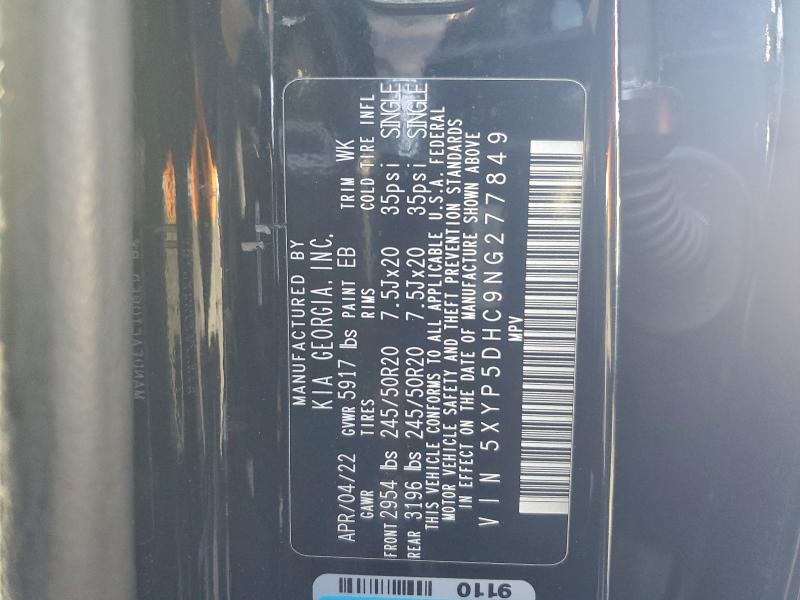 MANUFACTURED BY
KIA GEORGIA, INC.
APR/04/22 GVWR 5917 lbs PAINT EB TRIM WK
GAWR TIRES RIMS COLD TIRE INFL
FRONT 2954 lbs 245/50R20 7.5Jx20 35psi SINGLE
REAR 3196 lbs 245/50R20 7.5Jx20 35psi SINGLE
THIS VEHICLE CONFORMS TO ALL APPLICABLE U.S.A. FEDERAL
MOTOR VEHICLE SAFETY AND THEFT PREVENTION STANDARDS
IN EFFECT ON THE DATE OF MANUFACTURE SHOWN ABOVE
VIN 5XYP5DHC9NG277849
MPV
9110